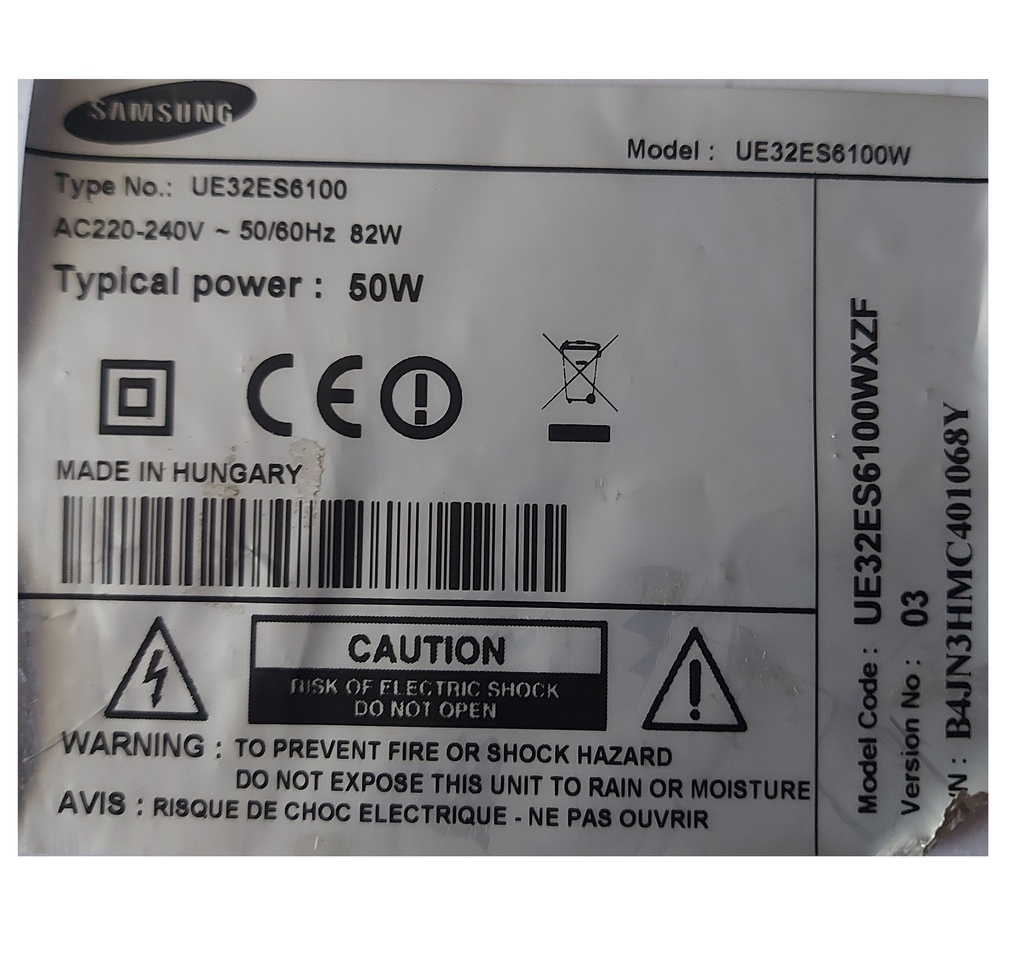 SAMSUNG
Model : UE32ES6100W
Type No.: UE32ES6100
AC220-240V ~ 50/60Hz 82W
Typical power : 50W
CE
MADE IN HUNGARY
CAUTION
RISK OF ELECTRIC SHOCK
DO NOT OPEN
WARNING : TO PREVENT FIRE OR SHOCK HAZARD
DO NOT EXPOSE THIS UNIT TO RAIN OR MOISTURE
AVIS : RISQUE DE CHOC ELECTRIQUE - NE PAS OUVRIR
Model Code : UE32ES6100WXZF
Version No : 03
N : B4JN3HMC401068Y